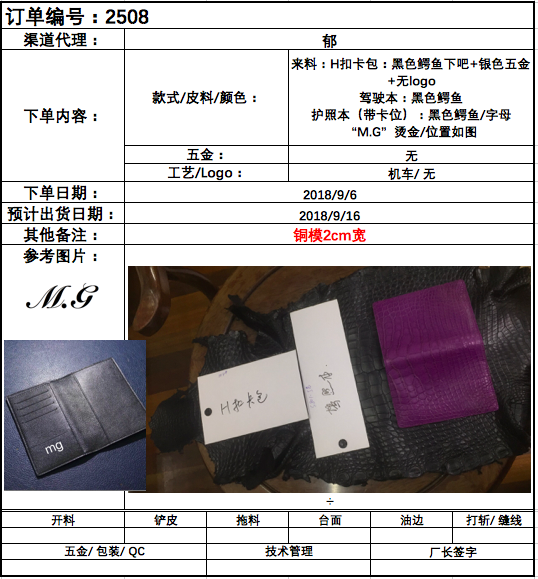 订单编号：2508
渠道代理：
郁
下单内容：
款式/皮料/颜色：
来料：H扣卡包：黑色鳄鱼下吧+银色五金
+无logo
驾驶本：黑色鳄鱼
护照本（带卡位）：黑色鳄鱼/字母
“M.G”烫金/位置如图
五金：
无
工艺/Logo：
机车/ 无
下单日期：
2018/9/6
预计出货日期：
2018/9/16
其他备注：
铜模2cm宽
参考图片：
M.G
mg
H扣卡包
÷
开料
铲皮
拖料
台面
油边
打斩/ 缝线
五金/ 包装/ QC
技术管理
厂长签字